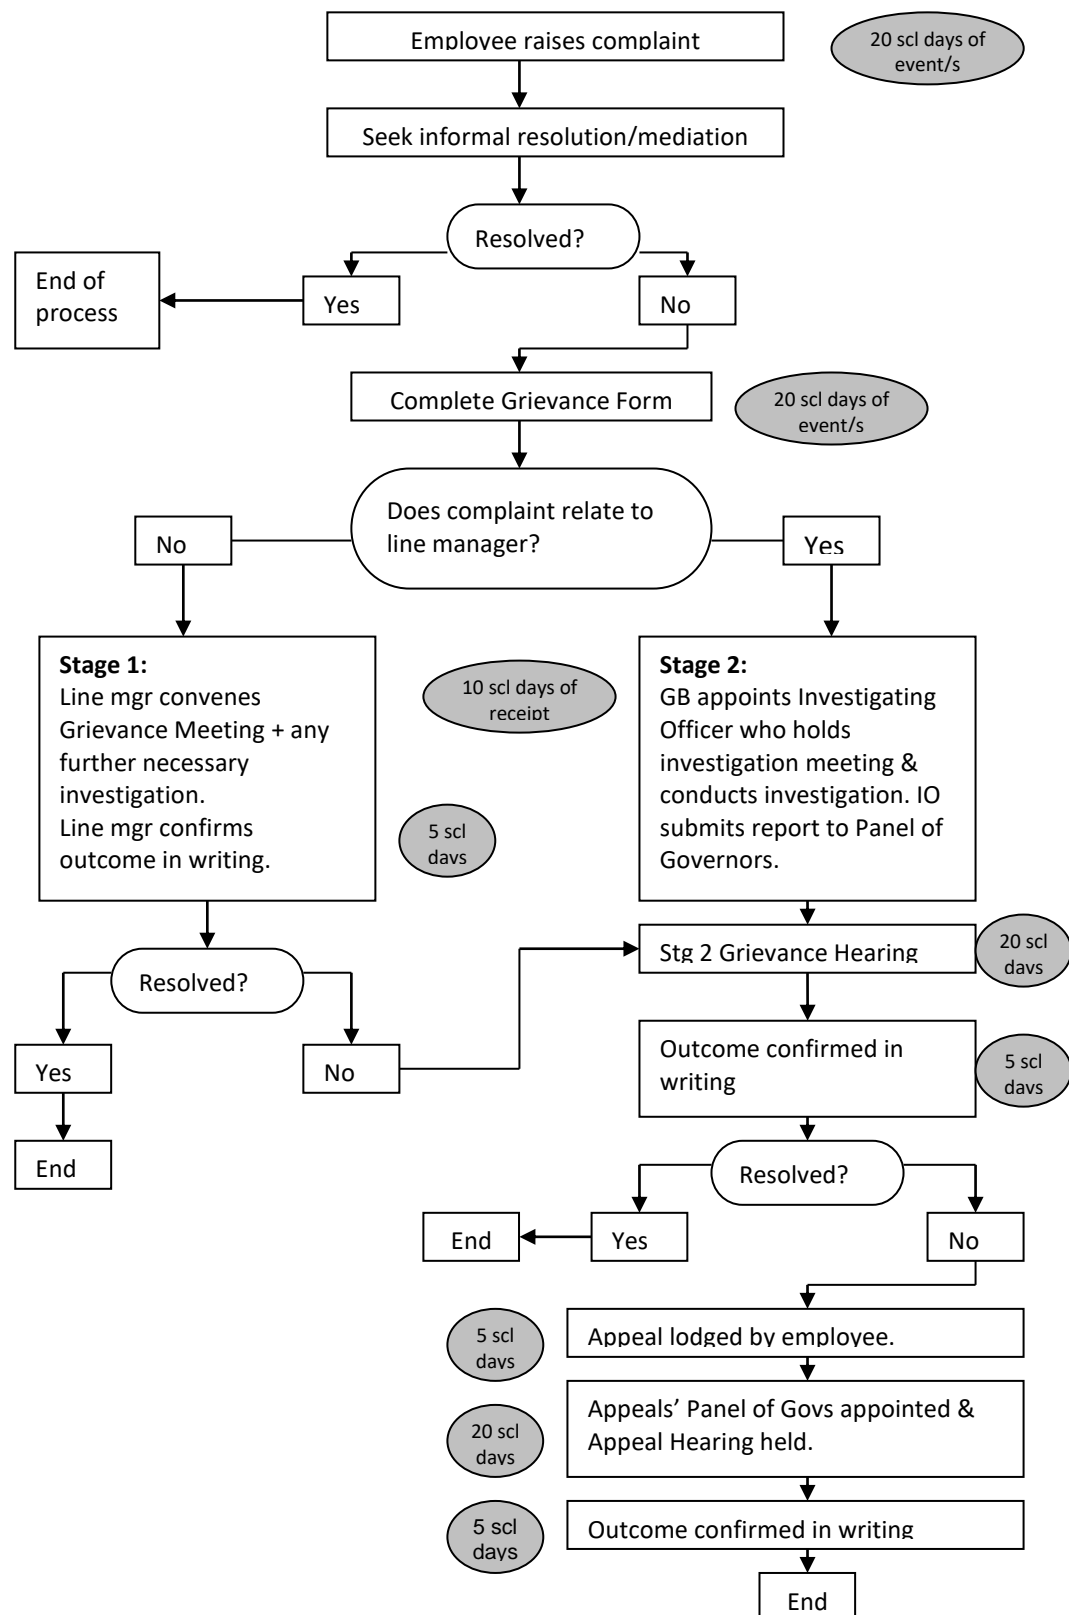 Employee raises complaint
20 scl days of
event/s
Seek informal resolution/mediation
Resolved?
End of
process
Yes
No
Complete Grievance Form
20 scl days of
event/s
Does complaint relate to
line manager?
No
Yes
Stage 1:
Line mgr convenes
Grievance Meeting + any
further necessary
investigation.
Line mgr confirms
outcome in writing.
10 scl days of
receipt
5 scl
days
Stage 2:
GB appoints Investigating
Officer who holds
investigation meeting &
conducts investigation. IO
submits report to Panel of
Governors.
Stg 2 Grievance Hearing
20 scl
days
Resolved?
Yes
No
End
Outcome confirmed in
writing
5 scl
days
Resolved?
End
Yes
No
5 scl
days
Appeal lodged by employee.
20 scl
days
Appeals’ Panel of Govs appointed &
Appeal Hearing held.
5 scl
days
Outcome confirmed in writing
End